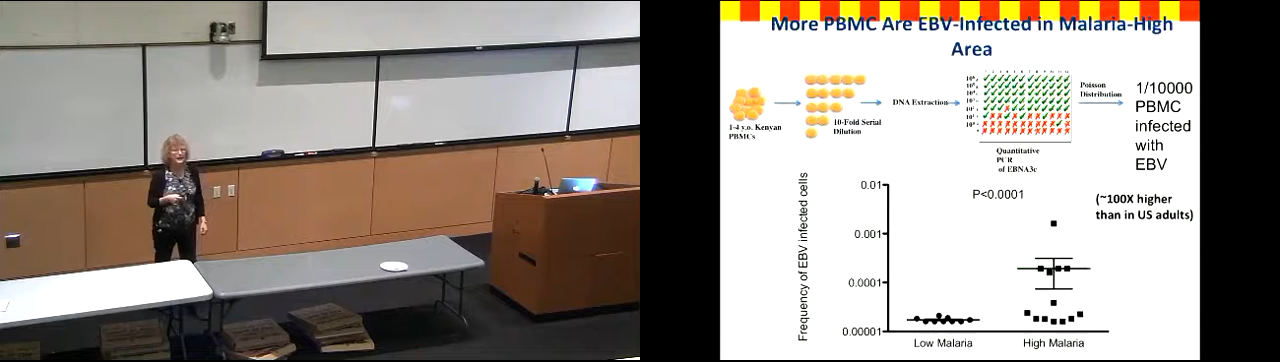 More PBMC Are EBV-Infected in Malaria-High
Area
1-4 y.o. Kenyan
PBMCs
10-Fold Serial
Dilution
DNA Extraction
Quantitative
PCR
of EBNA3c
Poisson
Distribution
1/10000
PBMC
infected
with
EBV
(~100X higher
than in US adults)
Frequency of EBV infected cells
0.01
0.001
0.0001
0.00001
P<0.0001
Low Malaria
High Malaria